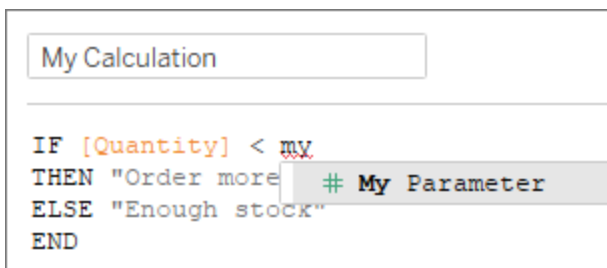 My Calculation
IF [Quantity] < my
THEN "Order more
# My Parameter
ELSE "Enough stock"
END